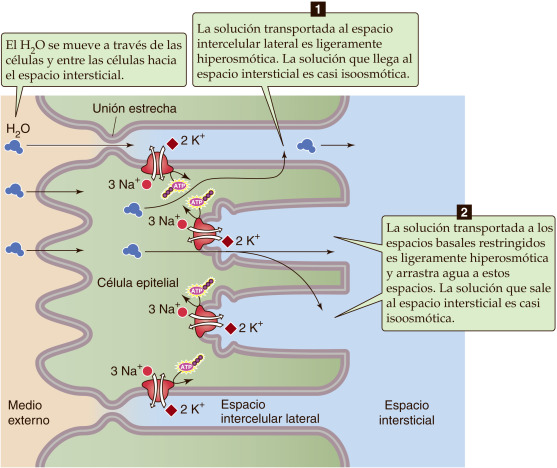 1
La solución transportada al espacio
intercelular lateral es ligeramente
hiperosmótica. La solución que llega al
espacio intersticial es casi isoosmótica.
El H2O se mueve a través de las
células y entre las células hacia
el espacio intersticial.
Unión estrecha
H2O
2 K+
3 Na+
ATP
ATP
3 Na+
2 K+
2
La solución transportada a los
espacios basales restringidos
es ligeramente hiperosmótica
y arrastra agua a estos
espacios. La solución que sale
al espacio intersticial es casi
isoosmótica.
Célula epitelial
ATP
3 Na+
2 K+
ATP
3 Na+
2 K+
Medio
externo
Espacio
intercelular lateral
Espacio
intersticial